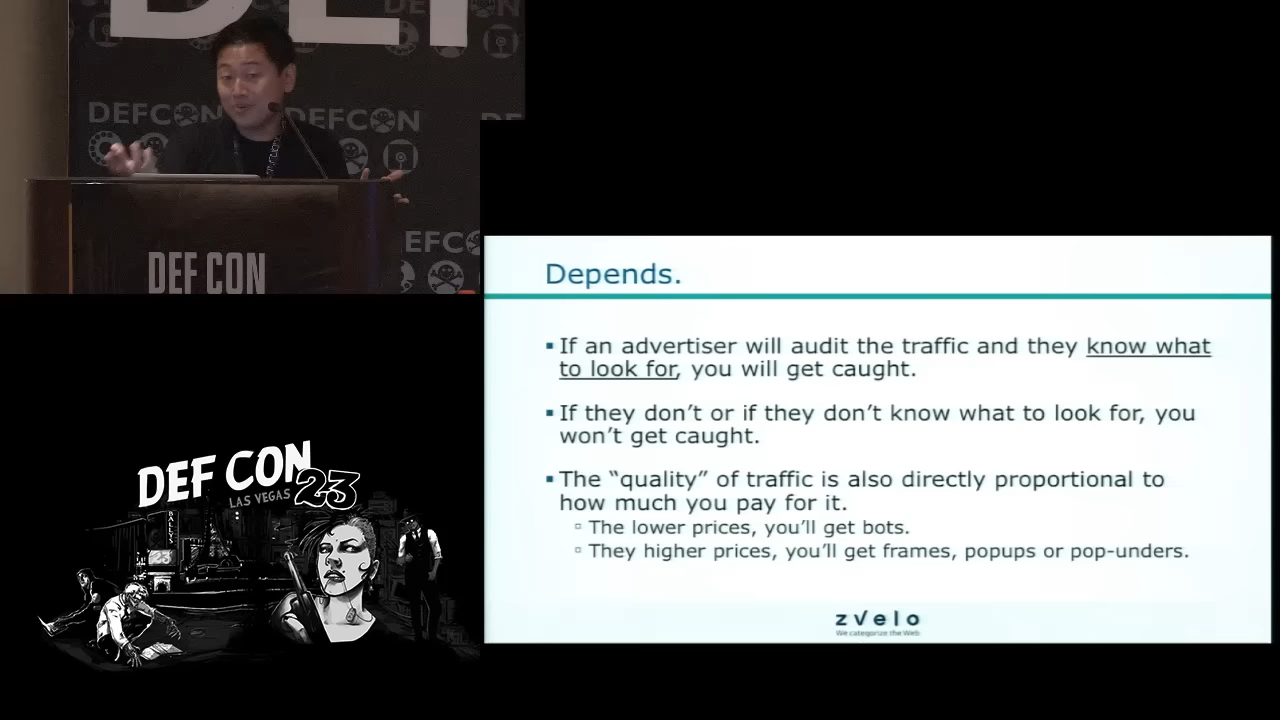 DEF
DEFCON
DEFCON
DE
EFC
DEF CON
Depends.
If an advertiser will audit the traffic and they know what
to look for, you will get caught.
If they don't or if they don't know what to look for, you
won't get caught.
The “quality” of traffic is also directly proportional to
how much you pay for it.
The lower prices, you'll get bots.
They higher prices, you'll get frames, popups or pop-unders.
zvelo
We categorize the Web
DEF CON
LAS VEGAS 23
BALLYS